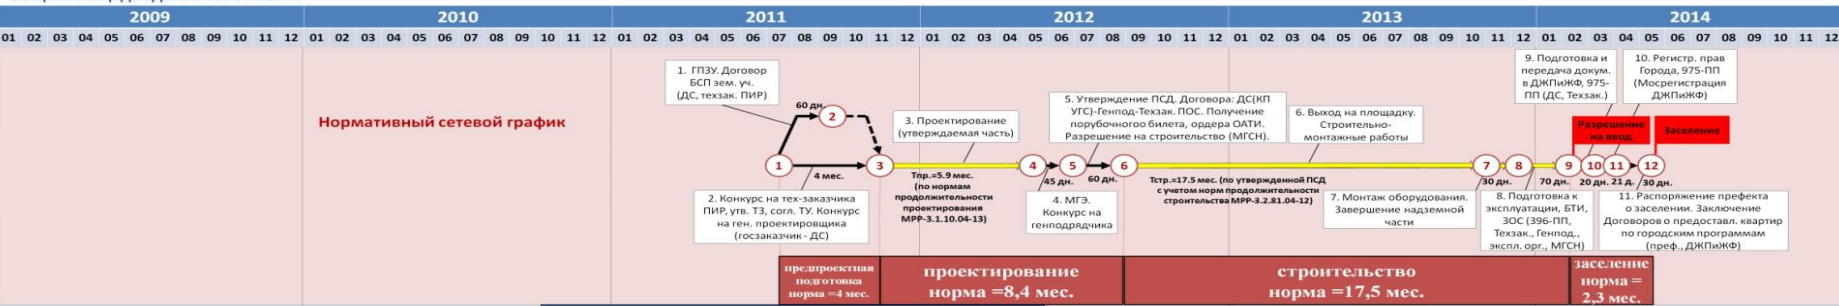 2009 2010 2011 2012 2013 2014
01 02 03 04 05 06 07 08 09 10 11 12 01 02 03 04 05 06 07 08 09 10 11 12 01 02 03 04 05 06 07 08 09 10 11 12 01 02 03 04 05 06 07 08 09 10 11 12 01 02 03 04 05 06 07 08 09 10 11 12 01 02 03 04 05 06 07 08 09 10 11 12
Нормативный сетевой график
1. ГПЗУ. Договор
БСП зем. уч.
(ДС, техзак. ПИР)
60 дн.
2
1
4 мес.
3
2. Конкурс на тех-заказчика
ПИР, утв. ТЗ, согл. ТУ. Конкурс
на ген. проектировщика
(госзаказчик - ДС)
3. Проектирование
(утверждаемая часть)
Тпр.=5.9 мес.
(по нормам
продолжительности
проектирования
МРР-3.1.10.04-13)
4
45 дн.
5
60 дн.
6
4. МГЭ.
Конкурс на
генподрядчика
5. Утверждение ПСД. Договора: ДС(КП
УГС)-Генпод-Техзак. ПОС. Получение
порубочногоо билета, ордера ОАТИ.
Разрешение на строительство (МГСН).
6. Выход на площадку.
Строительно-
монтажные работы
Тстр.=17.5 мес. (по утвержденной ПСД
с учетом норм продолжительности
строительства МРР-3.2.81.04-12)
7
30 дн.
8
70 дн.
9
20 дн.
10
11
21 д.
12
30 дн.
7. Монтаж оборудования.
Завершение надземной
части
8. Подготовка к
эксплуатации, БТИ,
ЗОС (396-ПП,
Техзак., Генпод.,
экспл. орг., МГСН)
9. Подготовка и
передача докум.
в ДЖПиЖФ, 975-
ПП (ДС, Техзак.)
10. Регистр. прав
Города, 975-ПП
(Мосрегистрация
ДЖПиЖФ)
Разрешение
на ввод
Заселение
11. Распоряжение префекта
о заселении. Заключение
Договоров о предоставл. квартир
по городским программам
(преф., ДЖПиЖФ)
предпроектная
подготовка
норма =4 мес.
проектирование
норма =8,4 мес.
строительство
норма =17,5 мес.
заселение
норма =
2,3 мес.